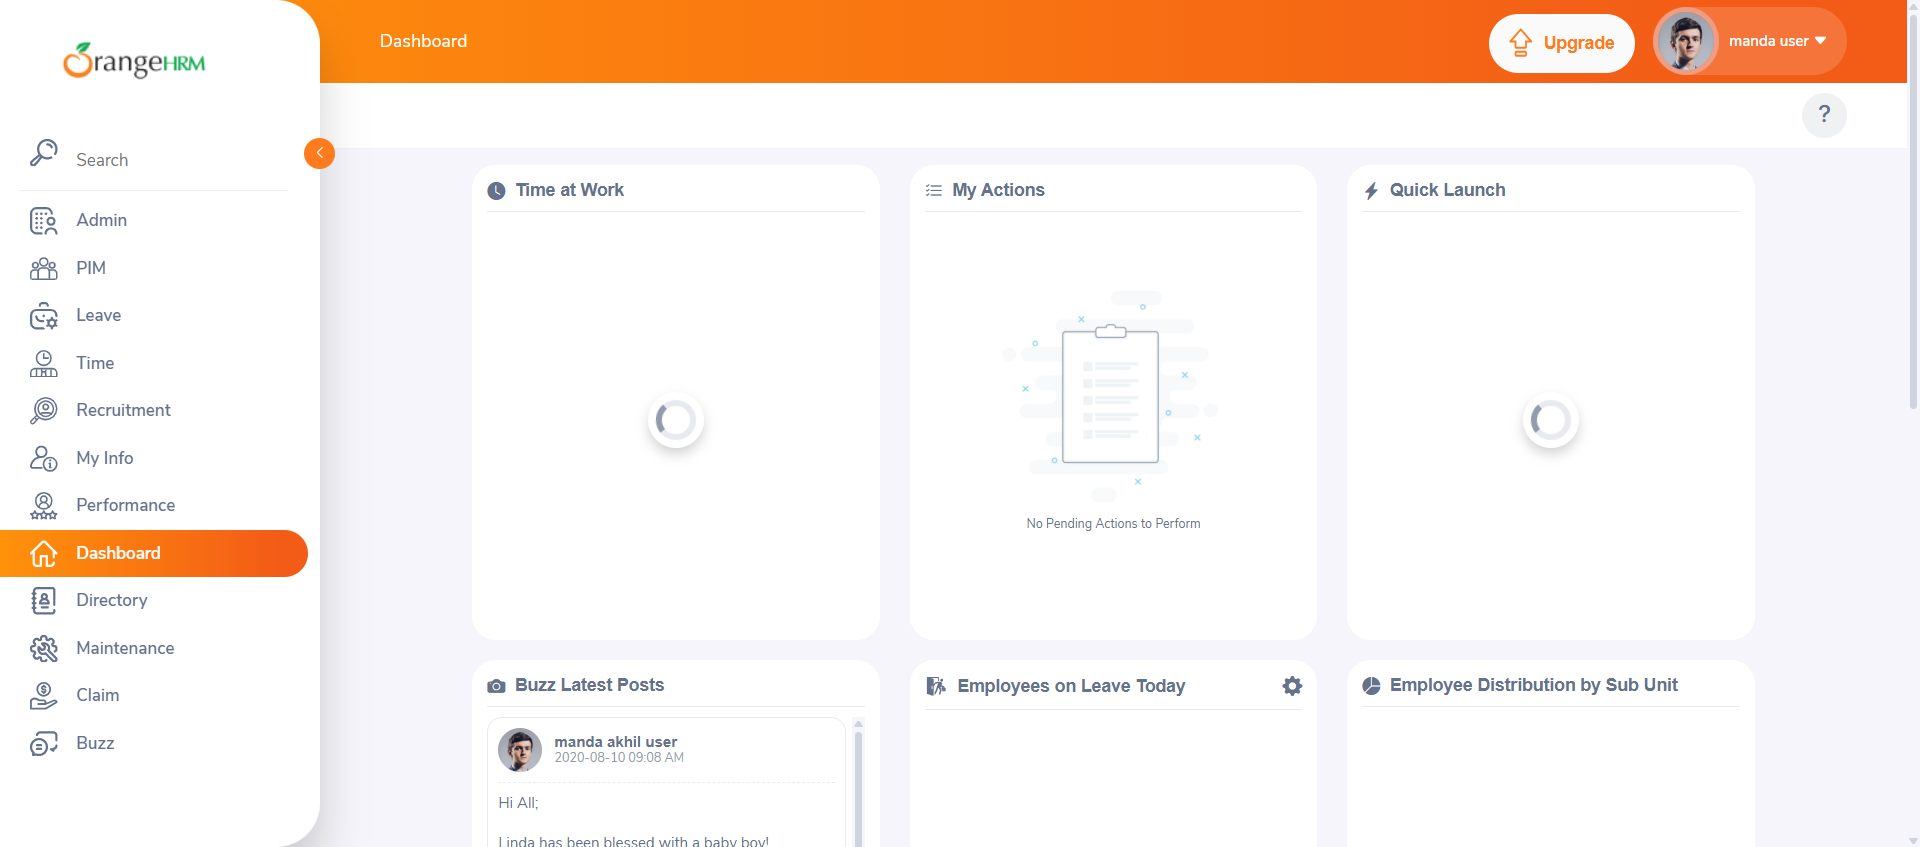 OrangeHRM
Dashboard
Upgrade
manda user
?
Search
Admin
PIM
Leave
Time
Recruitment
My Info
Performance
Dashboard
Directory
Maintenance
Claim
Buzz
Time at Work
My Actions
No Pending Actions to Perform
Quick Launch
Buzz Latest Posts
manda akhil user
2020-08-10 09:08 AM
Hi All;
Linda has been blessed with a baby boy!
Employees on Leave Today
Employee Distribution by Sub Unit